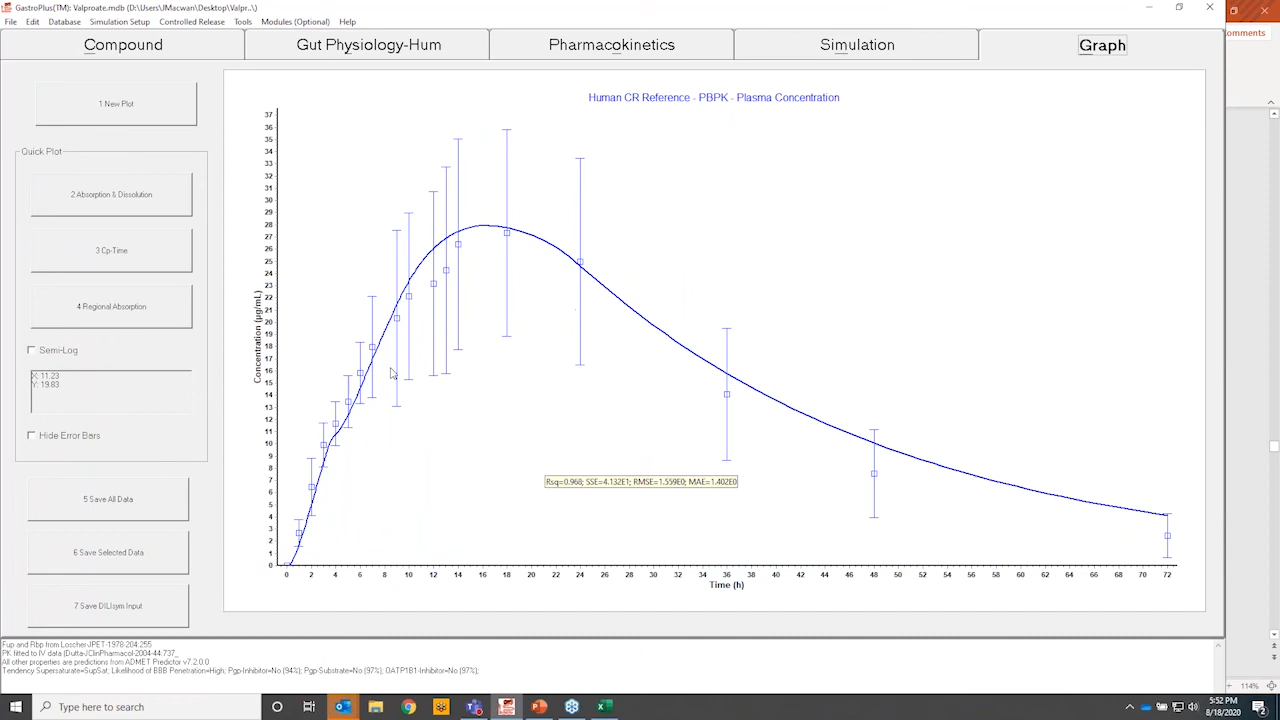 GastroPlus(TM): Valproate.mdb (D:\Users\JMacwan\Desktop\Valpr..\)
File Edit Database Simulation Setup Controlled Release Tools Modules (Optional) Help
omments
Compound Gut Physiology-Hum Pharmacokinetics Simulation Graph
1 New Plot
Quick Plot
2 Absorption & Dissolution
3 Cp-Time
4 Regional Absorption
Semi-Log
X: 11.23
Y: 19.83
Hide Error Bars
5 Save All Data
6 Save Selected Data
7 Save DILIsym Input
Human CR Reference - PBPK - Plasma Concentration
37
36
35
34
33
32
31
30
29
28
27
26
25
24
23
22
21
20
19
18
17
16
15
14
13
12
11
10
9
8
7
6
5
4
3
2
1
0
Concentration (µg/mL)
Rsq=0.968; SSE=4.132E1; RMSE=1.559E0; MAE=1.402E0
0 2 4 6 8 10 12 14 16 18 20 22 24 26 28 30 32 34 36 38 40 42 44 46 48 50 52 54 56 58 60 62 64 66 68 70 72
Time (h)
Fup and Rbp from Loscher-JPET-1978-204:255
PK fitted to IV data (Dutta-JClinPharmacol-2004-44:737_
All other properties are predictions from ADMET Predictor v7.2.0.0
Tendency Supersaturate=SupSat, Likelihood of BBB Penetration=High; Pgp-Inhibitor=No (94%); Pgp-Substrate=No (97%); OATP1B1-Inhibitor=No (97%);
114%
Type here to search
5:52 PM
8/18/2020
2